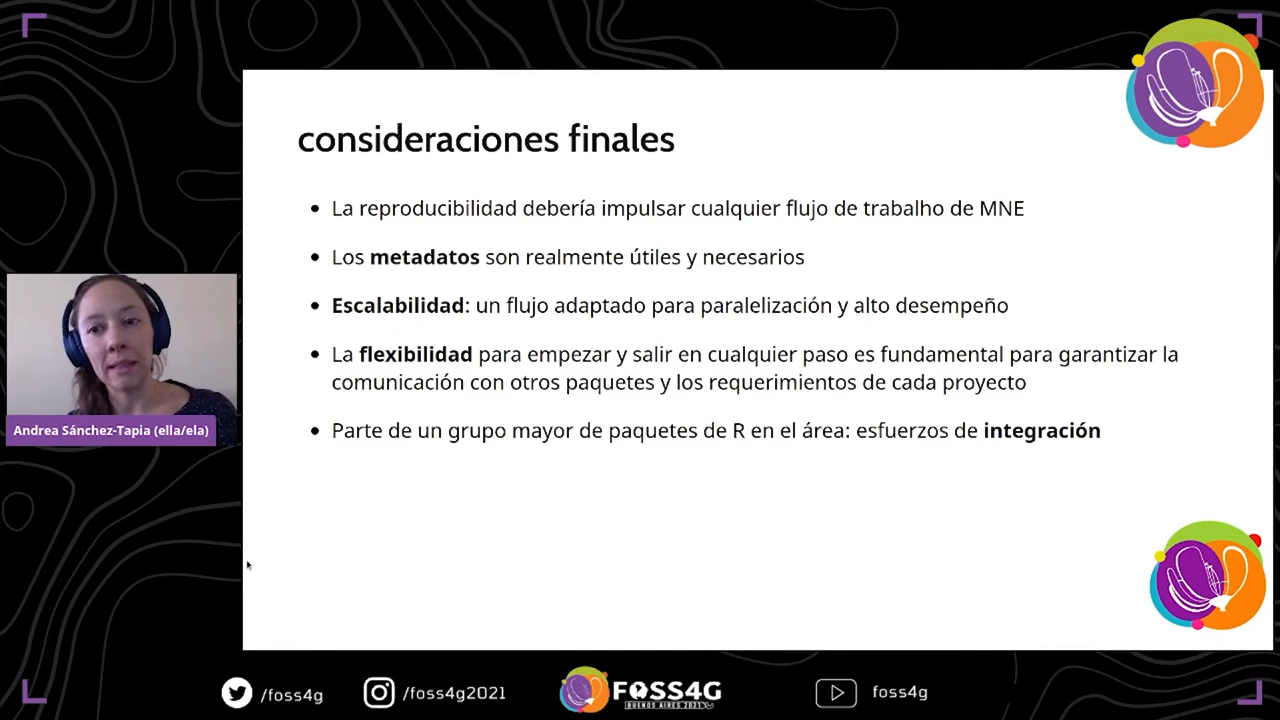 consideraciones finales
La reproducibilidad debería impulsar cualquier flujo de trabalho de MNE
Los metadatos son realmente útiles y necesarios
Escalabilidad: un flujo adaptado para paralelización y alto desempeño
La flexibilidad para empezar y salir en cualquier paso es fundamental para garantizar la
comunicación con otros paquetes y los requerimientos de cada proyecto
Parte de un grupo mayor de paquetes de R en el área: esfuerzos de integración
Andrea Sánchez-Tapia (ella/ela)
/foss4g
/foss4g2021
FOSS4G
BUENOS AIRES 2021
foss4g